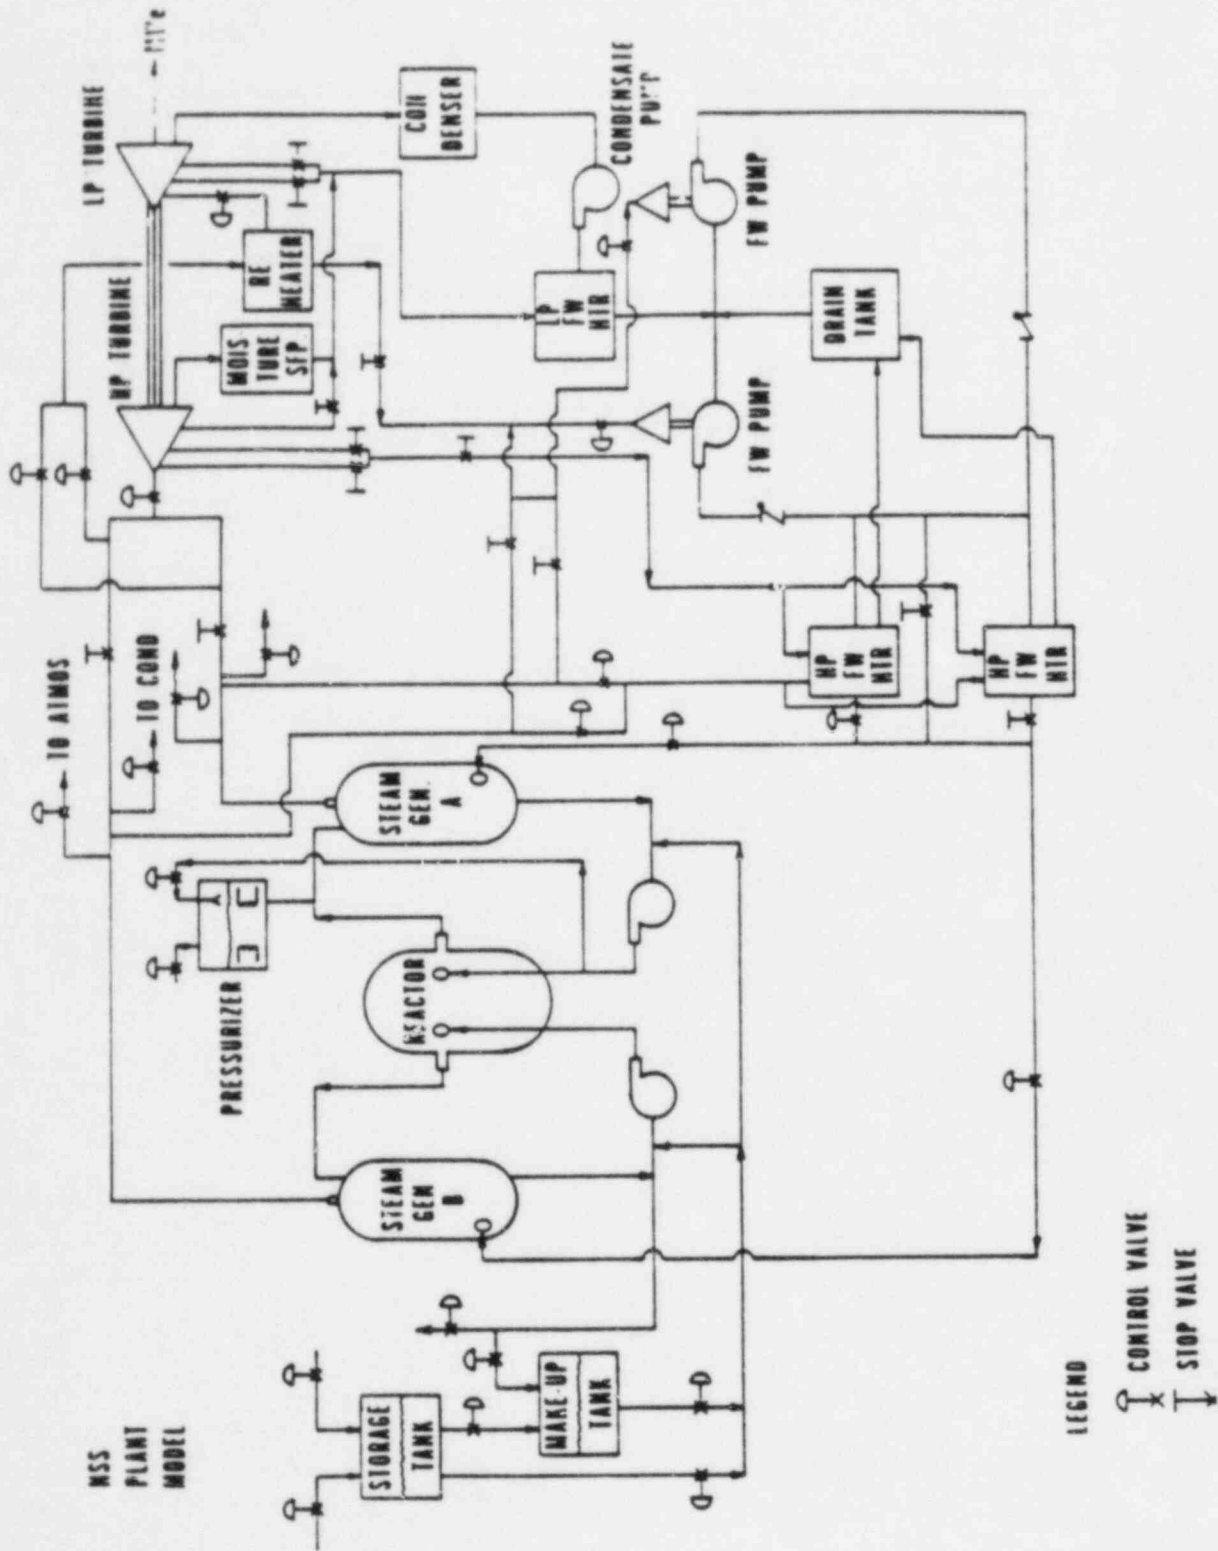 NSS
PLANT
MODEL
STORAGE
TANK
MAKE-UP
TANK
STEAM
GEN
B
PRESSURIZER
REACTOR
STEAM
GEN.
A
TO ATMOS
TO COND
HP TURBINE
LP TURBINE
MOIS
TURE
SEP
RE
HEATER
CON
DENSER
CONDENSATE
LP
FW
HTR
FW PUMP
FW PUMP
DRAIN
TANK
HP
FW
HTR
HP
FW
HTR
LEGEND
CONTROL VALVE
STOP VALVE